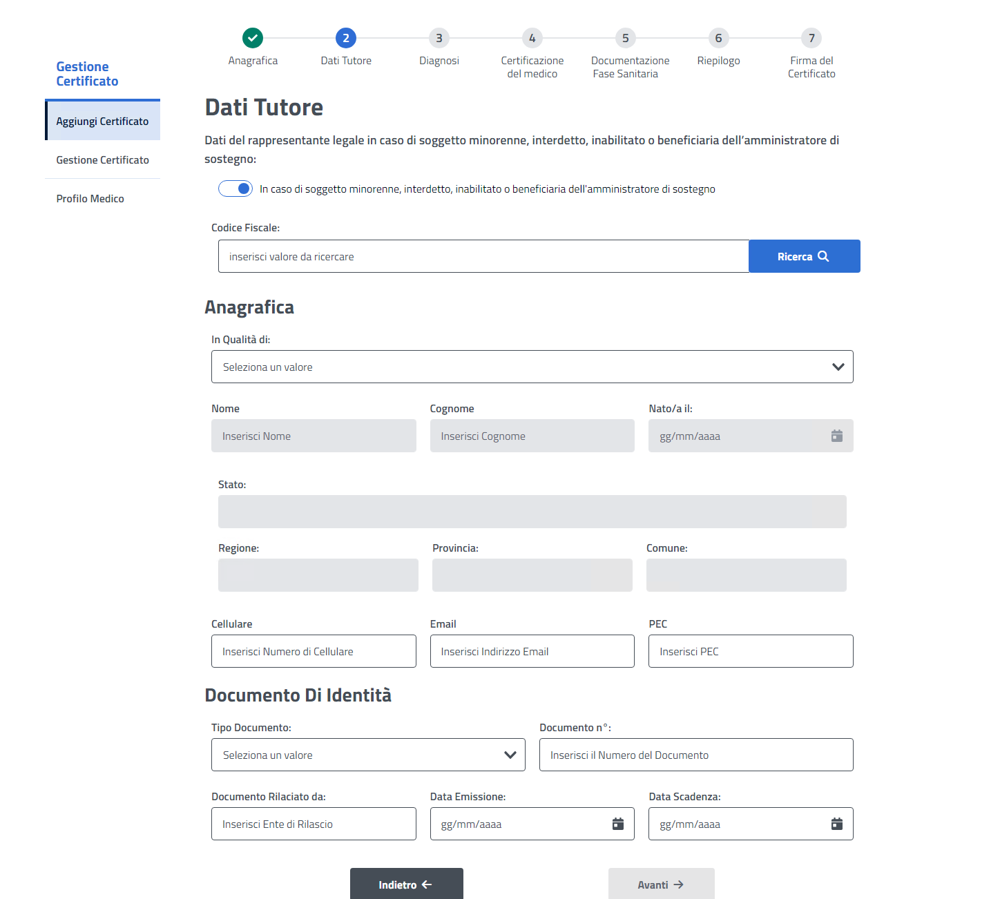 2
3
4
5
6
7
Anagrafica
Dati Tutore
Diagnosi
Certificazione
del medico
Documentazione
Fase Sanitaria
Riepilogo
Firma del
Certificato
Gestione
Certificato
Aggiungi Certificato
Gestione Certificato
Profilo Medico
Dati Tutore
Dati del rappresentante legale in caso di soggetto minorenne, interdetto, inabilitato o beneficiaria dell'amministratore di
sostegno:
In caso di soggetto minorenne, interdetto, inabilitato o beneficiaria dell'amministratore di sostegno
Codice Fiscale:
inserisci valore da ricercare
Ricerca
Anagrafica
In Qualità di:
Seleziona un valore
Nome
Cognome
Nato/a il:
Inserisci Nome
Inserisci Cognome
gg/mm/aaaa
Stato:
Regione:
Provincia:
Comune:
Cellulare
Email
PEC
Inserisci Numero di Cellulare
Inserisci Indirizzo Email
Inserisci PEC
Documento Di Identità
Tipo Documento:
Documento n°:
Seleziona un valore
Inserisci il Numero del Documento
Documento Rilaciato da:
Data Emissione:
Data Scadenza:
Inserisci Ente di Rilascio
gg/mm/aaaa
gg/mm/aaaa
Indietro
Avanti